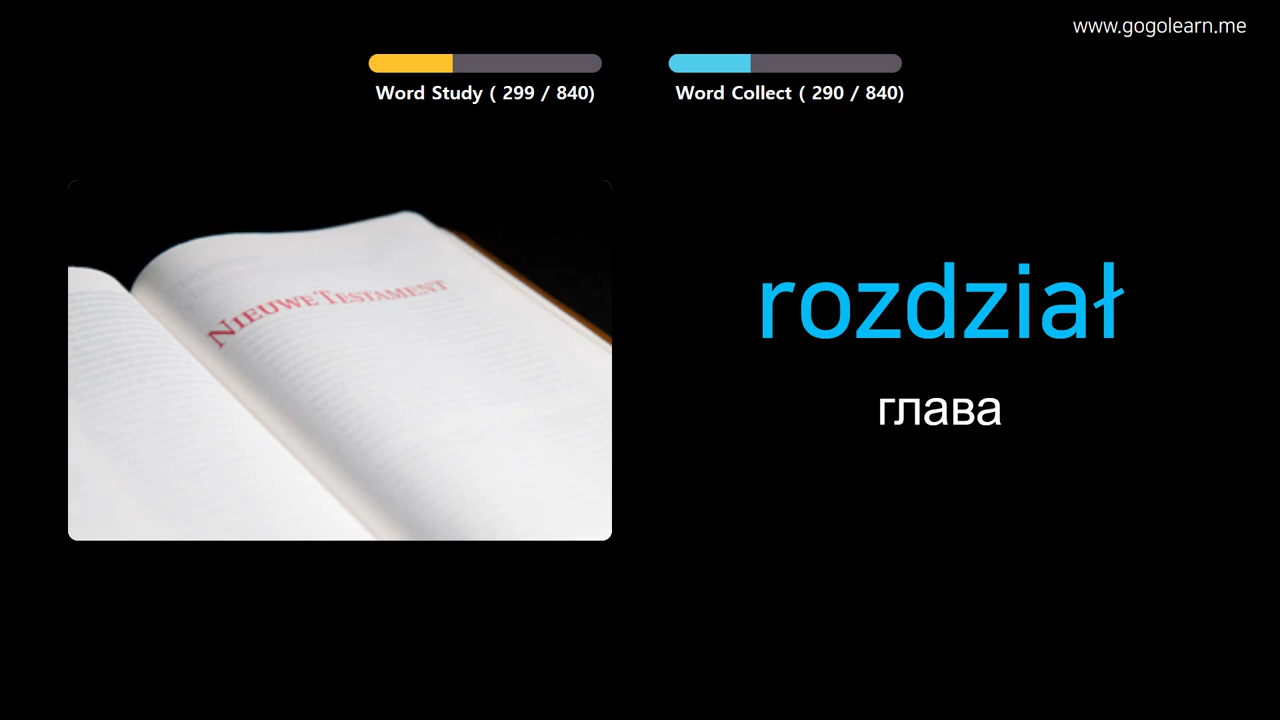 www.gogolearn.me
Word Study ( 299 / 840)
Word Collect ( 290 / 840)
NIEUWE TESTAMENT
rozdział
глава